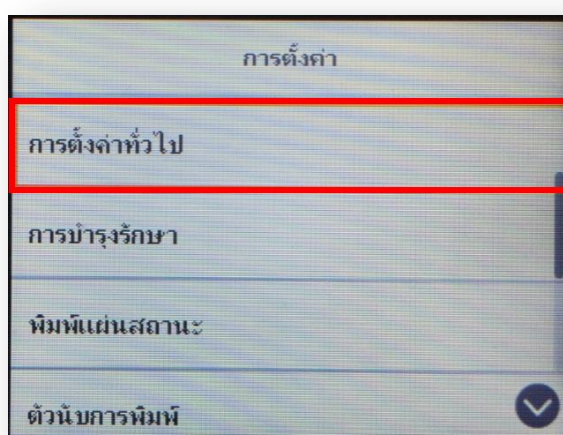 การตั้งค่า
การตั้งค่าทั่วไป
การบำรุงรักษา
พิมพ์แผ่นสถานะ
ตัวนับการพิมพ์